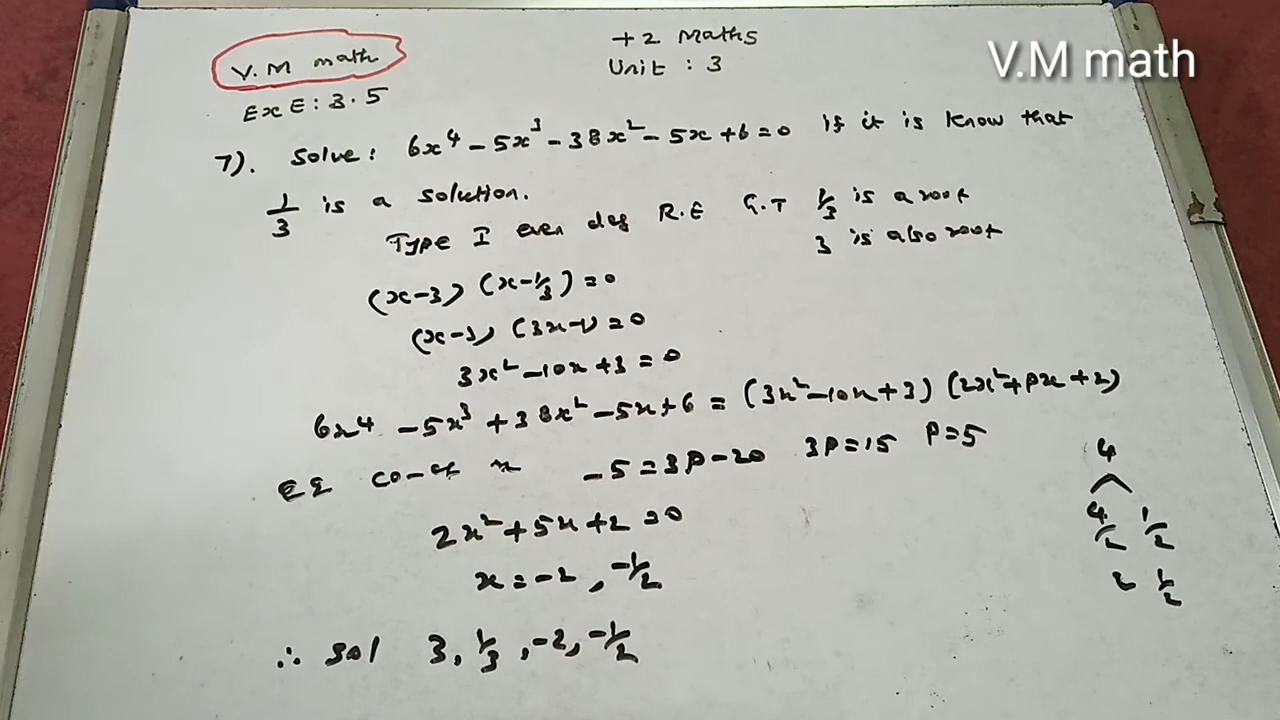 V.M math
+2 Maths
Unit : 3
V.M math
Ex E : 3.5
7). Solve : 6x⁴ - 5x³ - 38x² - 5x + 6 = 0 if it is know that
1/3 is a solution.
Type I even deg R.E G.T 1/3 is a root
3 is also root
(x-3) (x-1/3) = 0
(x-3) (3x-1) = 0
3x² - 10x + 3 = 0
6x⁴ - 5x³ + 38x² - 5x + 6 = (3x² - 10x + 3) (2x² + px + 2)
EQ co-of x -5 = 3p - 20 3p = 15 p = 5
4
4/2 1/2
2 1/2
2x² + 5x + 2 = 0
x = -2, -1/2
∴ Sol 3, 1/3, -2, -1/2